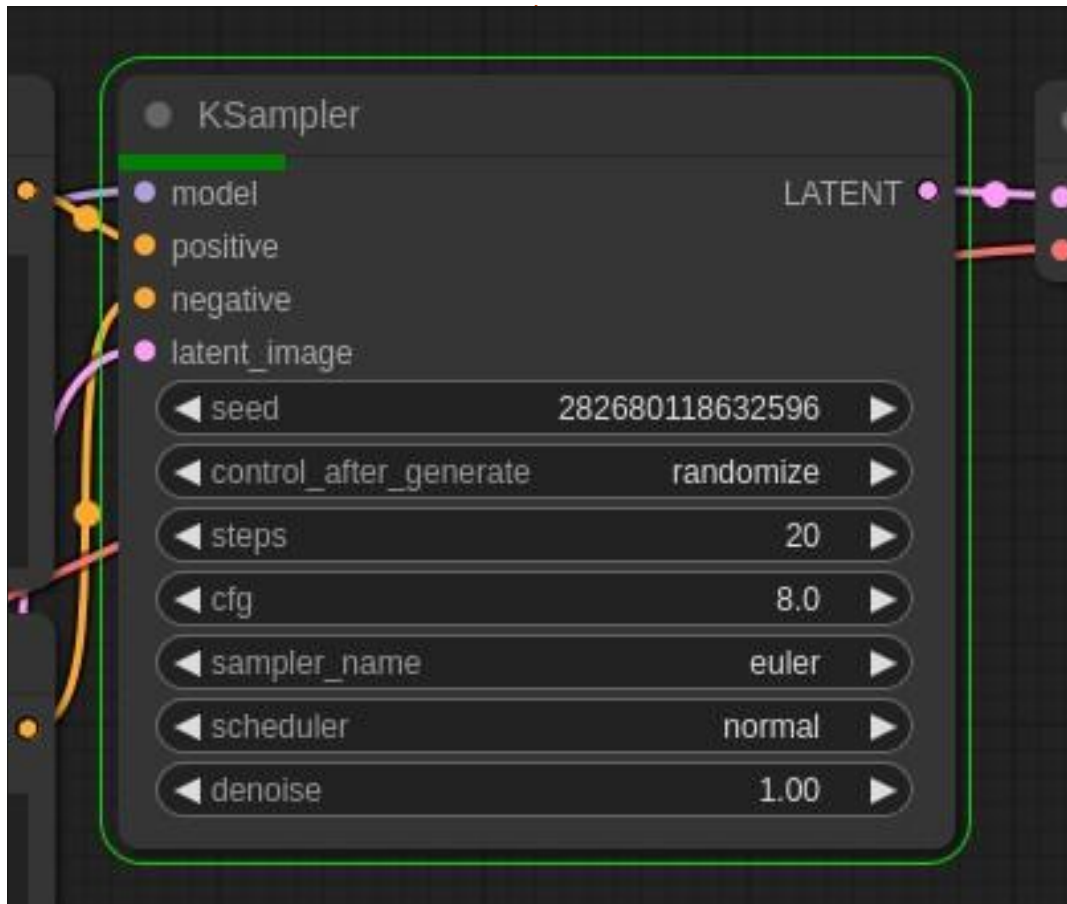 KSampler
model LATENT
positive
negative
latent_image
seed 282680118632596
control_after_generate randomize
steps 20
cfg 8.0
sampler_name euler
scheduler normal
denoise 1.00